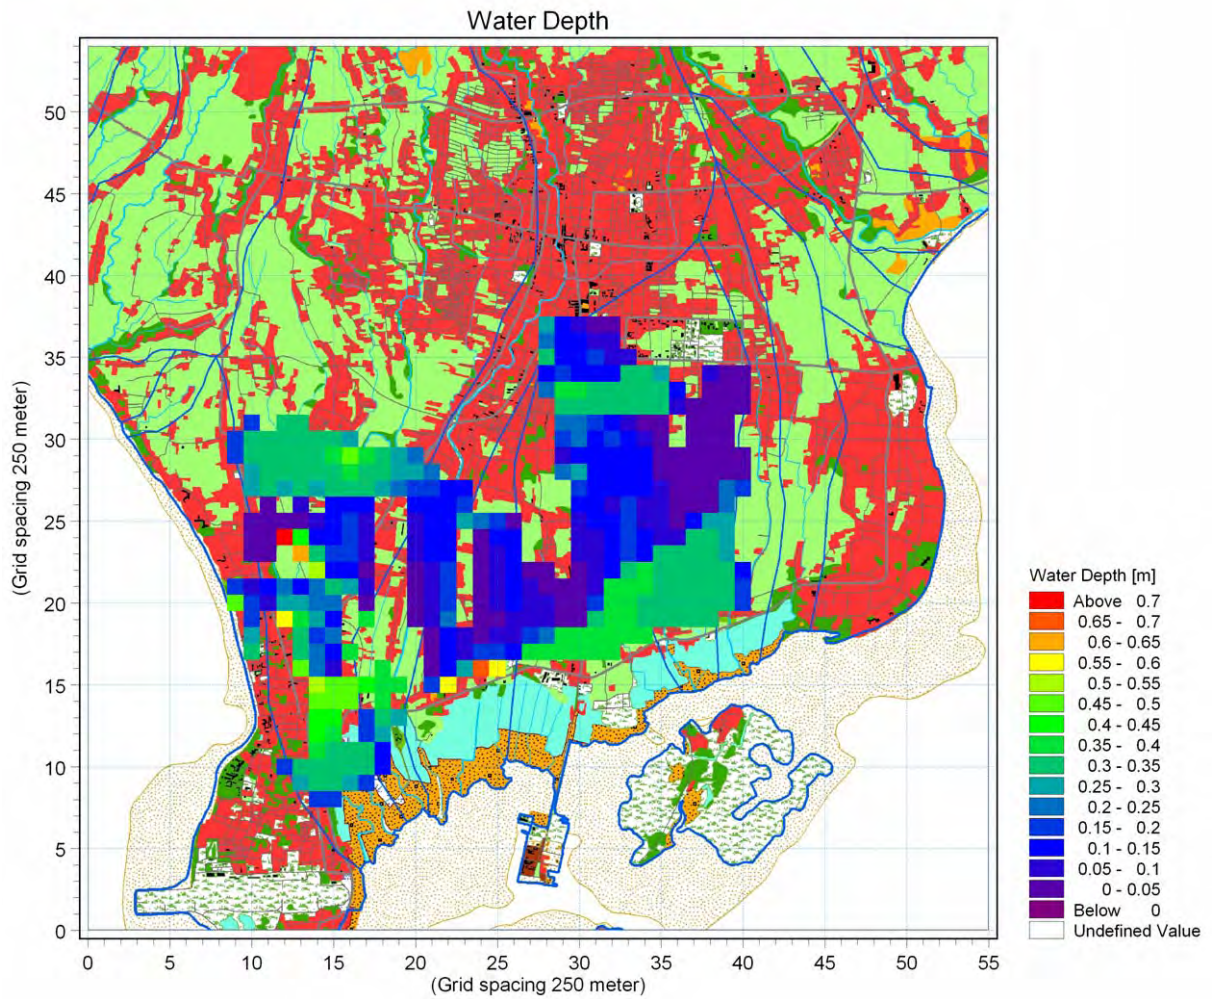 Water Depth
50
45
40
35
30
25
20
15
10
5
0
(Grid spacing 250 meter)
0 5 10 15 20 25 30 35 40 45 50 55
(Grid spacing 250 meter)
Water Depth [m]
Above 0.7
0.65 - 0.7
0.6 - 0.65
0.55 - 0.6
0.5 - 0.55
0.45 - 0.5
0.4 - 0.45
0.35 - 0.4
0.3 - 0.35
0.25 - 0.3
0.2 - 0.25
0.15 - 0.2
0.1 - 0.15
0.05 - 0.1
0 - 0.05
Below 0
Undefined Value